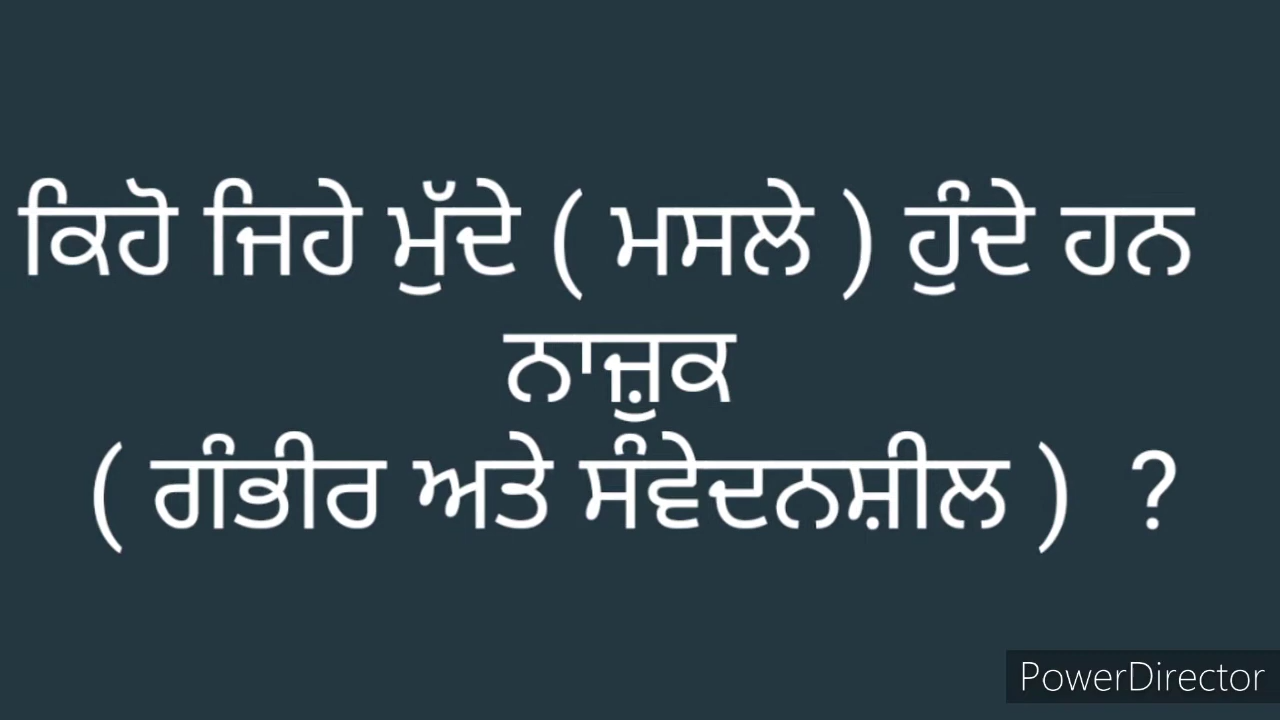 ਕਿਹੋ ਜਿਹੇ ਮੁੱਦੇ ( ਮਸਲੇ ) ਹੁੰਦੇ ਹਨ
ਨਾਜ਼ੁਕ
( ਗੰਭੀਰ ਅਤੇ ਸੰਵੇਦਨਸ਼ੀਲ ) ?
PowerDirector